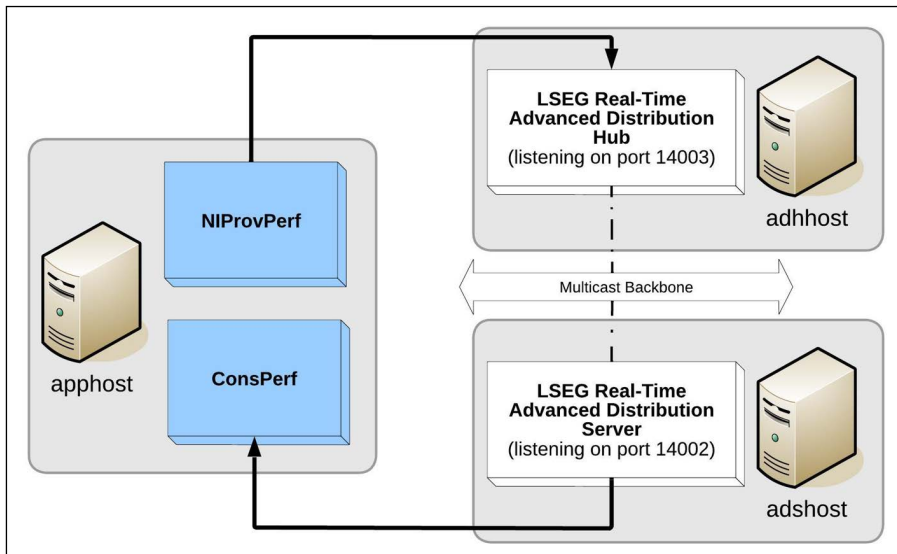 LSEG Real-Time
Advanced Distribution
Hub
(listening on port 14003)
adhhost
NIProvPerf
apphost
ConsPerf
Multicast Backbone
LSEG Real-Time
Advanced Distribution
Server
(listening on port 14002)
adshost